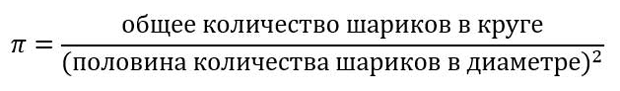 общее количество шариков в круге
π =
(половина количества шариков в диаметре)²